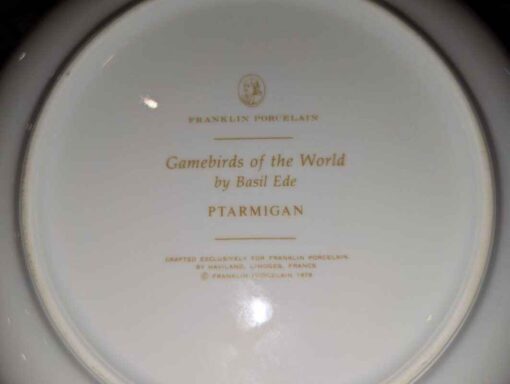 FRANKLIN PORCELAIN
Gamebirds of the World
by Basil Ede
PTARMIGAN
CRAFTED EXCLUSIVELY FOR FRANKLIN PORCELAIN
BY HAVILAND, LIMOGES, FRANCE.
© FRANKLIN PORCELAIN 1978